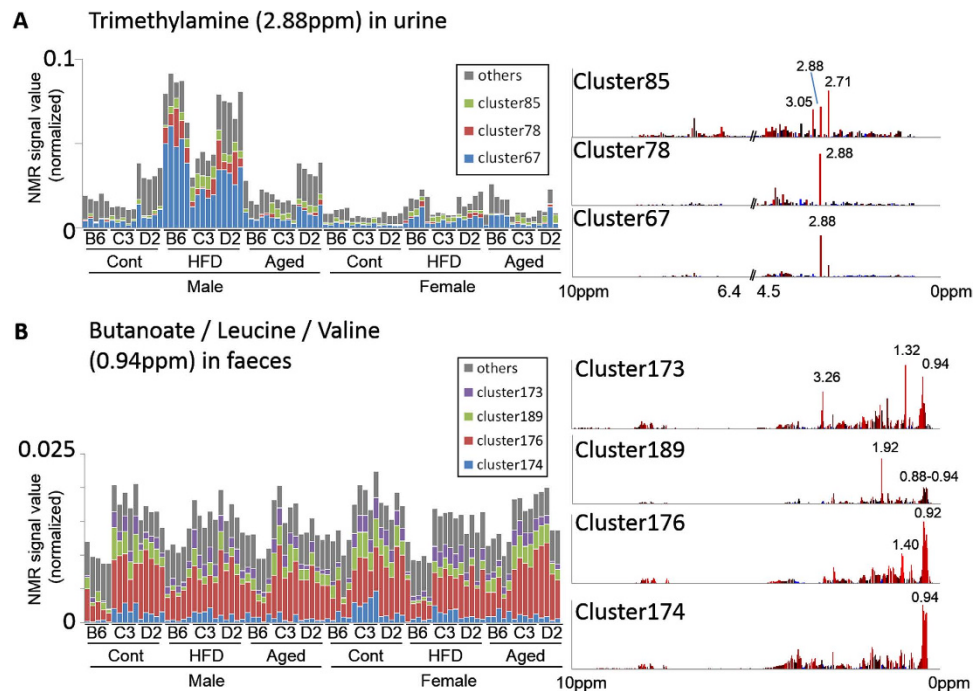 A
Trimethylamine (2.88ppm) in urine
0.1
NMR signal value
(normalized)
0
others
cluster85
cluster78
cluster67
B6 C3 D2 B6 C3 D2 B6 C3 D2 B6 C3 D2 B6 C3 D2 B6 C3 D2
Cont HFD Aged Cont HFD Aged
Male Female
Cluster85
3.05
2.88
2.71
Cluster78
2.88
Cluster67
2.88
10ppm 6.4 4.5 0ppm
B
Butanoate / Leucine / Valine
(0.94ppm) in faeces
0.025
NMR signal value
(normalized)
0
others
cluster173
cluster189
cluster176
cluster174
B6 C3 D2 B6 C3 D2 B6 C3 D2 B6 C3 D2 B6 C3 D2 B6 C3 D2
Cont HFD Aged Cont HFD Aged
Male Female
Cluster173
3.26
1.32
0.94
Cluster189
1.92
0.88-0.94
Cluster176
1.40
0.92
Cluster174
0.94
10ppm 0ppm